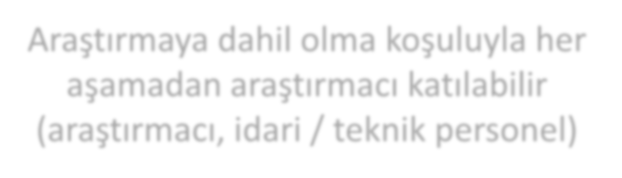 Araştırmaya dahil olma koşuluyla her
aşamadan araştırmacı katılabilir
(araştırmacı, idari / teknik personel)